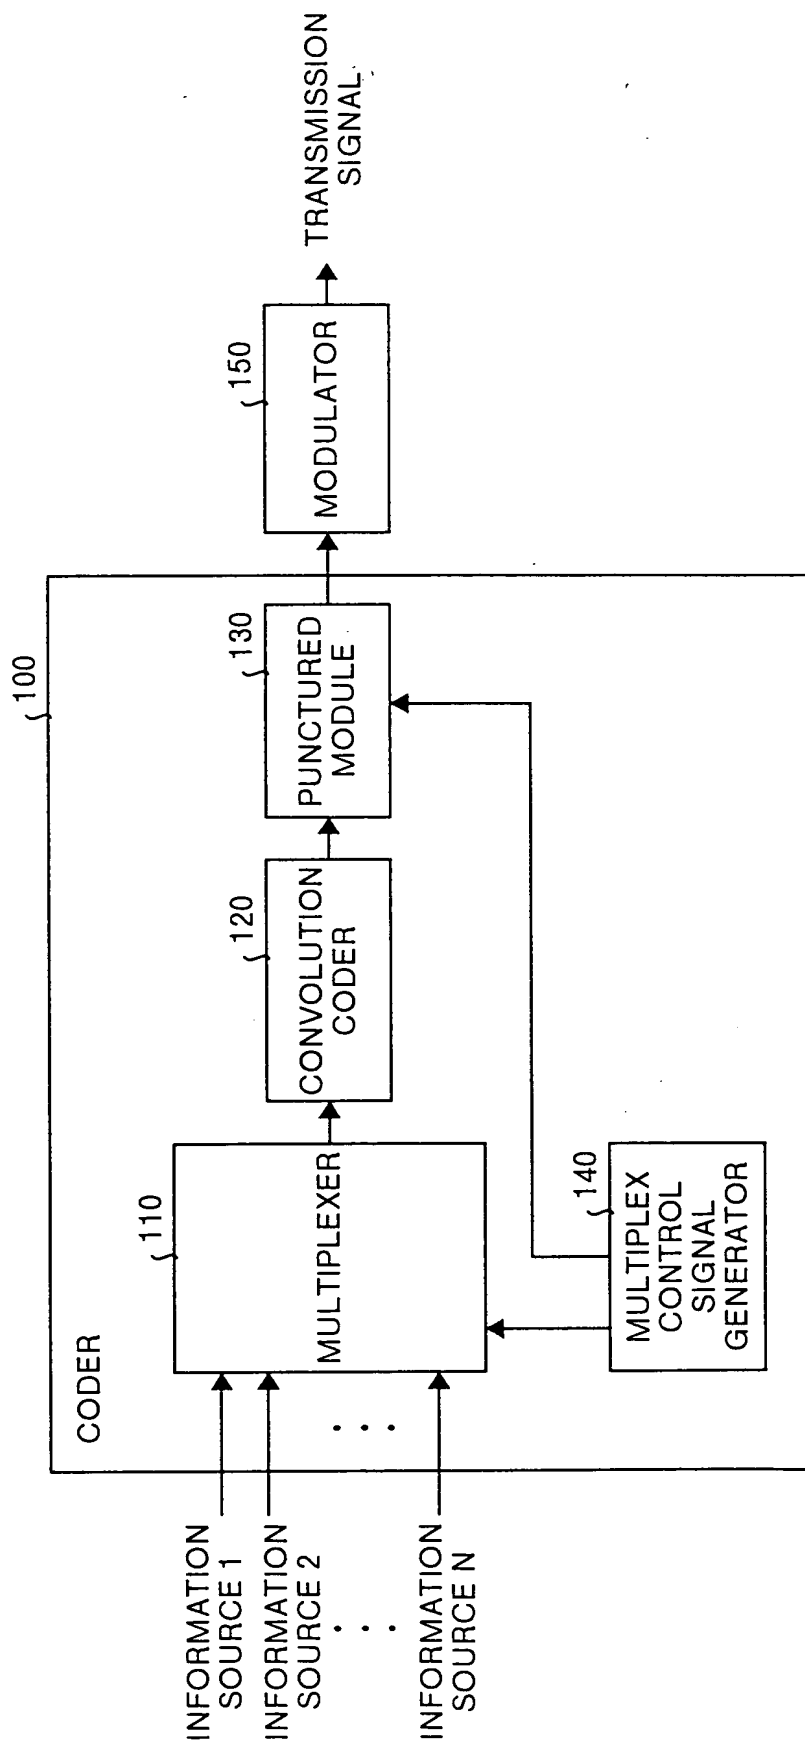 CODER
100
INFORMATION
SOURCE 1
INFORMATION
SOURCE 2
. . .
INFORMATION
SOURCE N
. . .
110
MULTIPLEXER
120
CONVOLUTION
CODER
130
PUNCTURED
MODULE
140
MULTIPLEX
CONTROL
SIGNAL
GENERATOR
150
MODULATOR
TRANSMISSION
SIGNAL